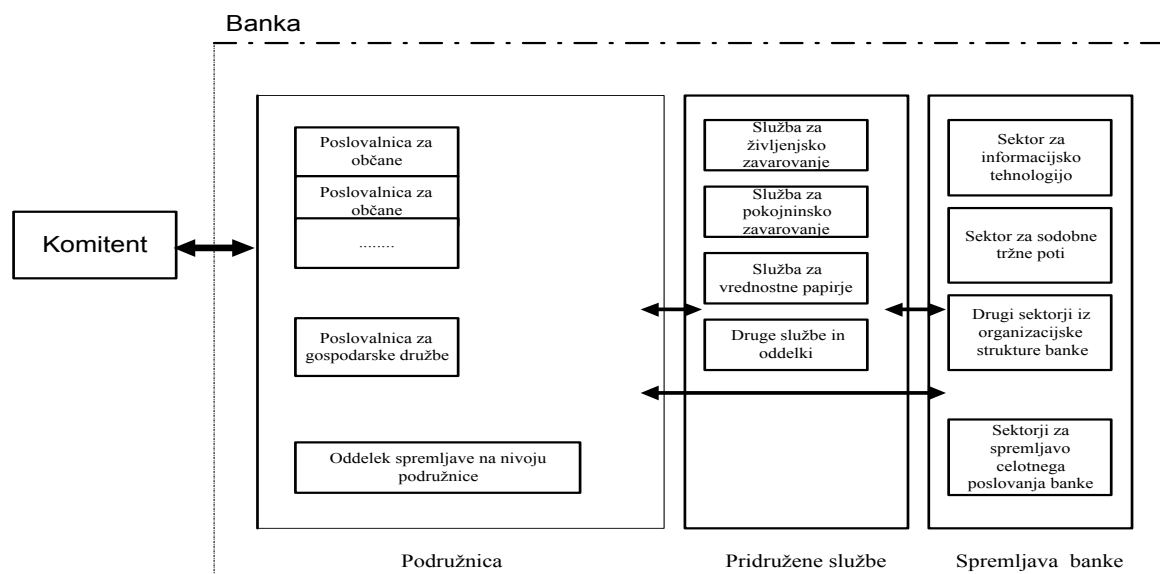 Banka
Komitent
Poslovalnica za
občane
Poslovalnica za
občane
........
Poslovalnica za
gospodarske družbe
Oddelek spremljave na nivoju
podružnice
Podružnica
Služba za
življenjsko
zavarovanje
Služba za
pokojninsko
zavarovanje
Služba za
vrednostne papirje
Druge službe in
oddelki
Pridružene službe
Sektor za
informacijsko
tehnologijo
Sektor za sodobne
tržne poti
Drugi sektorji iz
organizacijske
strukture banke
Sektorji za
spremljavo
celotnega
poslovanja banke
Spremljava banke